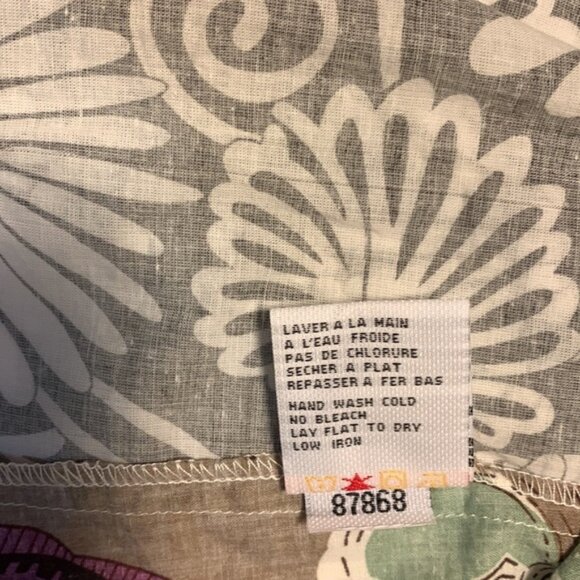 LAVER A LA MAIN
A L'EAU FROIDE
PAS DE CHLORURE
SECHER A PLAT
REPASSER A FER BAS
HAND WASH COLD
NO BLEACH
LAY FLAT TO DRY
LOW IRON
87868